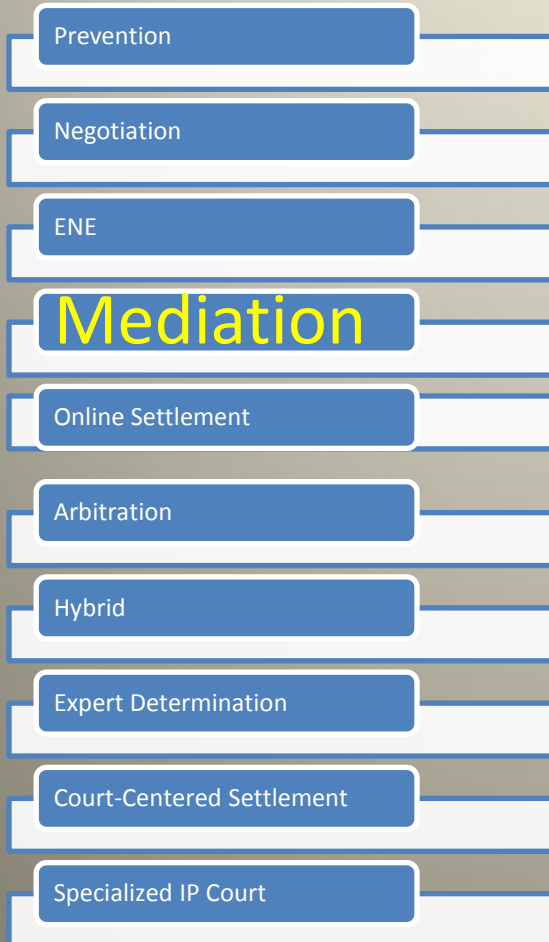 Prevention
Negotiation
ENE
Mediation
Online Settlement
Arbitration
Hybrid
Expert Determination
Court-Centered Settlement
Specialized IP Court